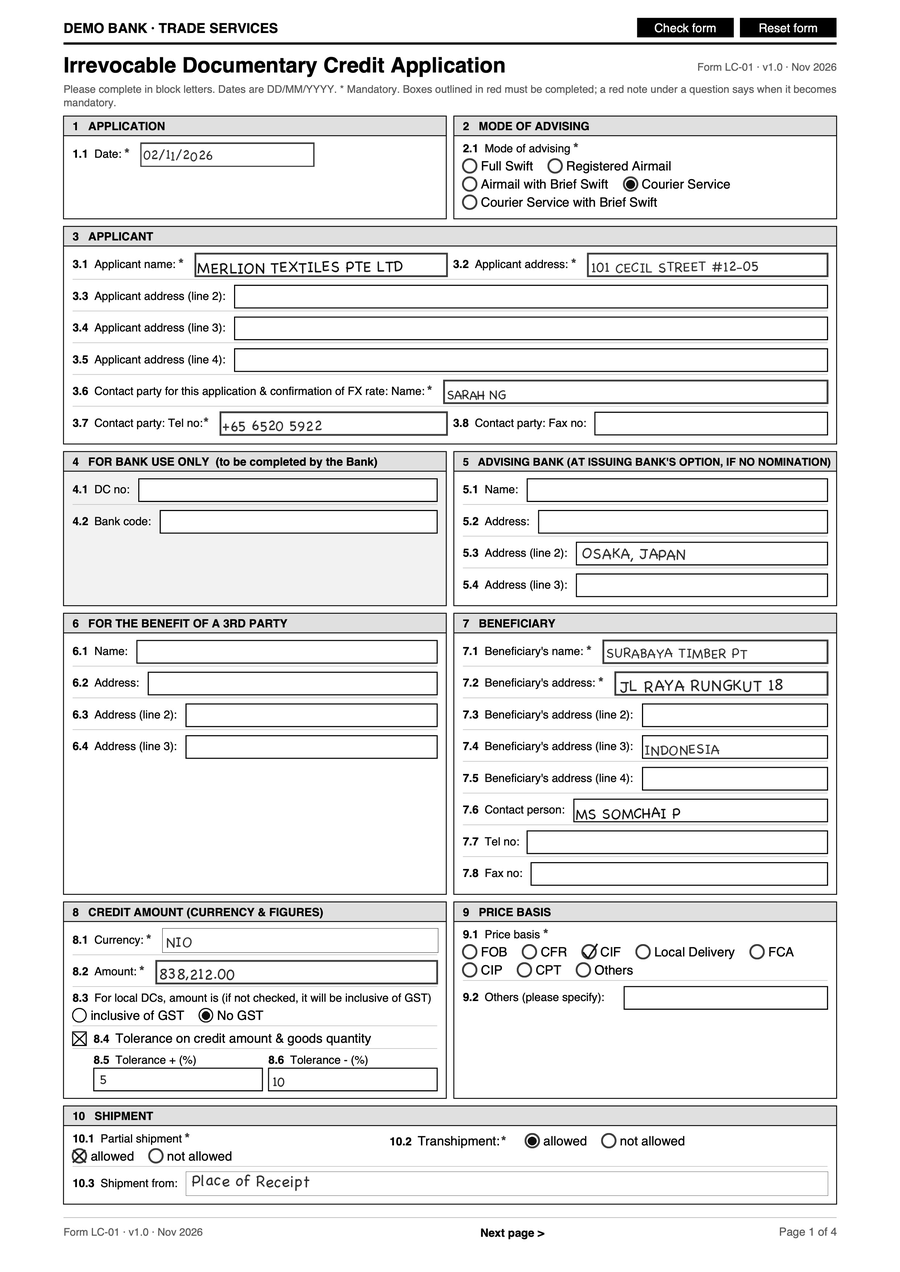 DEMO BANK · TRADE SERVICES
Check form
Reset form
Irrevocable Documentary Credit Application
Form LC-01 · v1.0 · Nov 2026
Please complete in block letters. Dates are DD/MM/YYYY. * Mandatory. Boxes outlined in red must be completed; a red note under a question says when it becomes
mandatory.
1 APPLICATION
1.1 Date: * 02/11/2026
2 MODE OF ADVISING
2.1 Mode of advising *
Full Swift Registered Airmail
Airmail with Brief Swift Courier Service
Courier Service with Brief Swift
3 APPLICANT
3.1 Applicant name: * MERLION TEXTILES PTE LTD 3.2 Applicant address: * 101 CECIL STREET #12-05
3.3 Applicant address (line 2):
3.4 Applicant address (line 3):
3.5 Applicant address (line 4):
3.6 Contact party for this application & confirmation of FX rate: Name: * SARAH NG
3.7 Contact party: Tel no:* +65 6520 5922 3.8 Contact party: Fax no:
4 FOR BANK USE ONLY (to be completed by the Bank)
4.1 DC no:
4.2 Bank code:
5 ADVISING BANK (AT ISSUING BANK'S OPTION, IF NO NOMINATION)
5.1 Name:
5.2 Address:
5.3 Address (line 2): OSAKA, JAPAN
5.4 Address (line 3):
6 FOR THE BENEFIT OF A 3RD PARTY
6.1 Name:
6.2 Address:
6.3 Address (line 2):
6.4 Address (line 3):
7 BENEFICIARY
7.1 Beneficiary's name: * SURABAYA TIMBER PT
7.2 Beneficiary's address: * JL RAYA RUNGKUT 18
7.3 Beneficiary's address (line 2):
7.4 Beneficiary's address (line 3): INDONESIA
7.5 Beneficiary's address (line 4):
7.6 Contact person: MS SOMCHAI P
7.7 Tel no:
7.8 Fax no:
8 CREDIT AMOUNT (CURRENCY & FIGURES)
8.1 Currency: * NIO
8.2 Amount: * 838,212.00
8.3 For local DCs, amount is (if not checked, it will be inclusive of GST)
inclusive of GST No GST
8.4 Tolerance on credit amount & goods quantity
8.5 Tolerance + (%) 8.6 Tolerance - (%)
5 10
9 PRICE BASIS
9.1 Price basis *
FOB CFR CIF Local Delivery FCA
CIP CPT Others
9.2 Others (please specify):
10 SHIPMENT
10.1 Partial shipment *
allowed not allowed
10.2 Transhipment:* allowed not allowed
10.3 Shipment from: Place of Receipt
Form LC-01 · v1.0 · Nov 2026
Next page >
Page 1 of 4